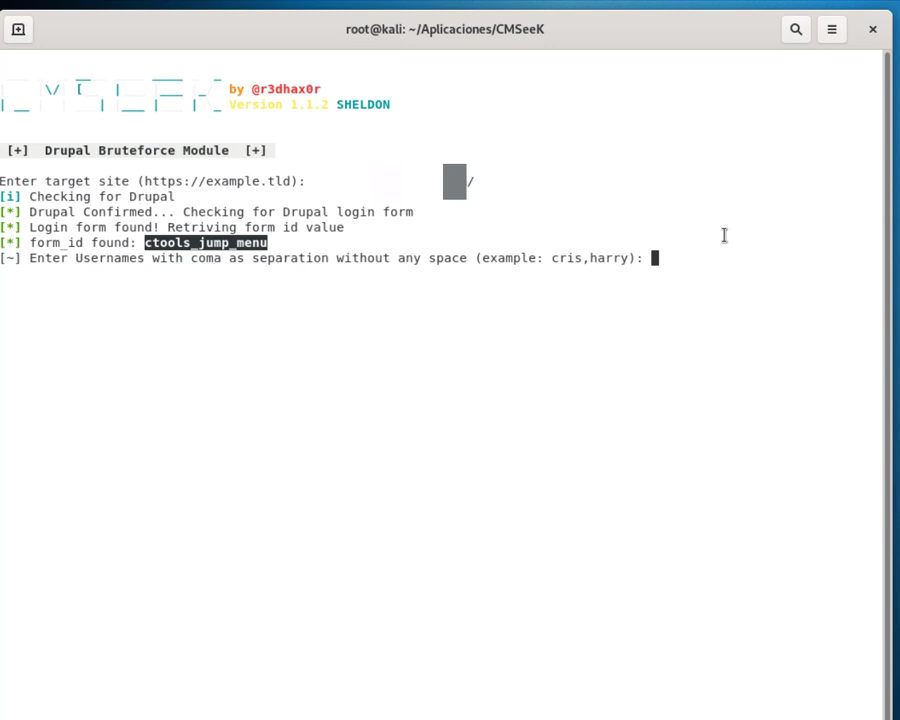 root@kali: ~/Aplicaciones/CMSeeK
by @r3dhax0r
Version 1.1.2 SHELDON
[+] Drupal Bruteforce Module [+]
Enter target site (https://example.tld): /
[i] Checking for Drupal
[*] Drupal Confirmed... Checking for Drupal login form
[*] Login form found! Retriving form id value
[*] form_id found: ctools_jump_menu
[~] Enter Usernames with coma as separation without any space (example: cris,harry):